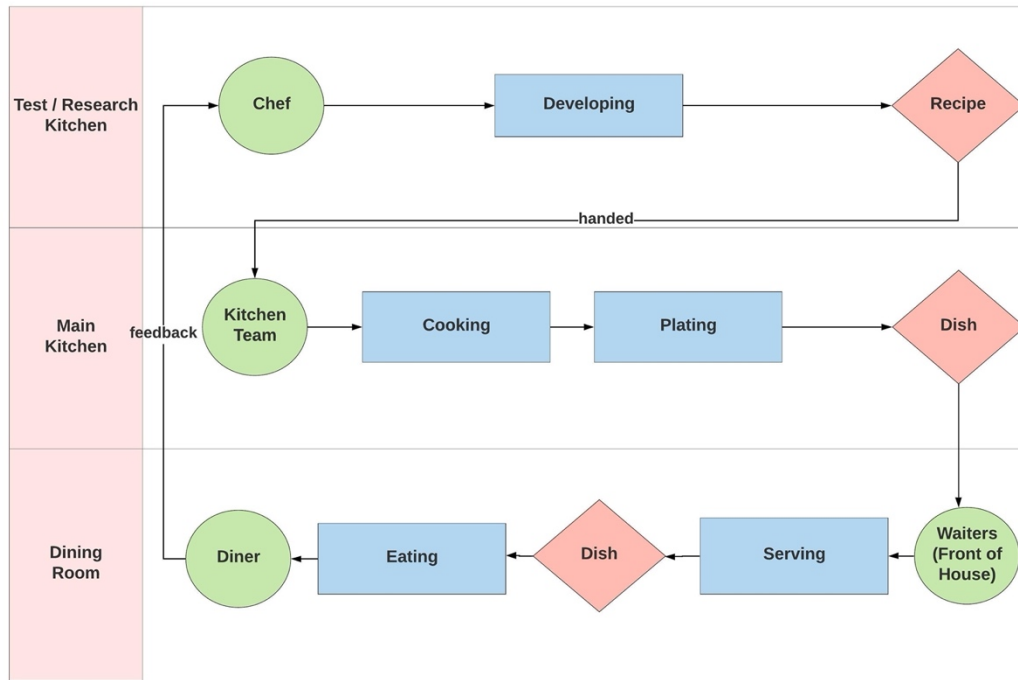 Test / Research
Kitchen
Chef
Developing
Recipe
handed
Main
Kitchen
feedback
Kitchen
Team
Cooking
Plating
Dish
Dining
Room
Diner
Eating
Dish
Serving
Waiters
(Front of
House)